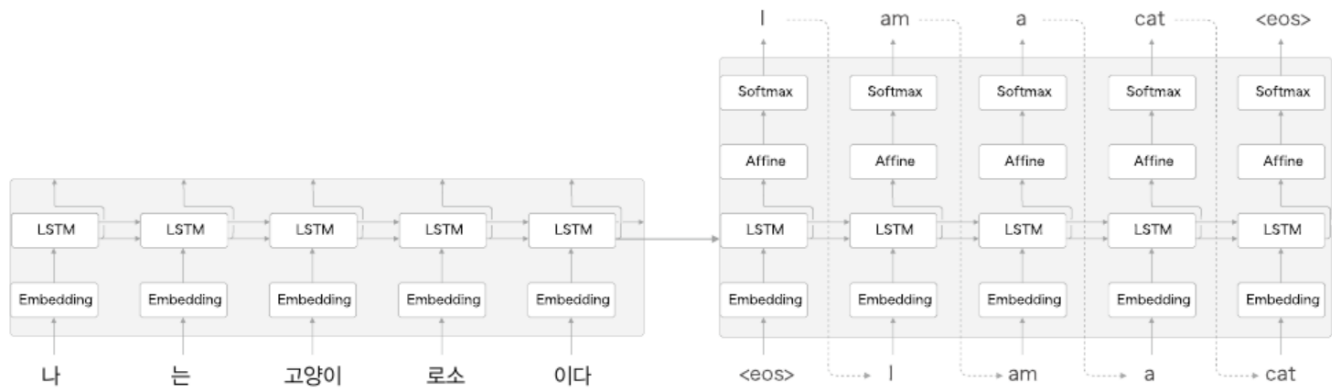 I am a cat <eos>
Softmax Softmax Softmax Softmax Softmax
Affine Affine Affine Affine Affine
LSTM LSTM LSTM LSTM LSTM LSTM LSTM LSTM LSTM LSTM
Embedding Embedding Embedding Embedding Embedding Embedding Embedding Embedding Embedding Embedding
나 는 고양이 로소 이다 <eos> I am a cat